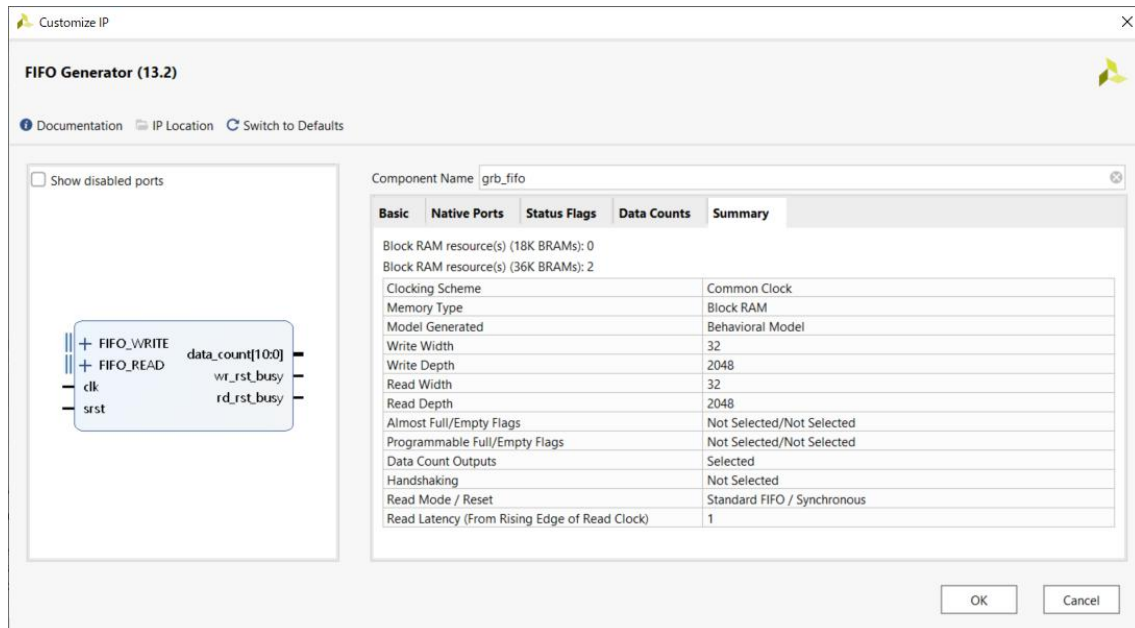 Customize IP
FIFO Generator (13.2)
Documentation IP Location Switch to Defaults
Show disabled ports
FIFO_WRITE
FIFO_READ
clk
srst
data_count[10:0]
wr_rst_busy
rd_rst_busy
Component Name grb_fifo
Basic Native Ports Status Flags Data Counts Summary
Block RAM resource(s) (18K BRAMs): 0
Block RAM resource(s) (36K BRAMs): 2
Clocking Scheme Common Clock
Memory Type Block RAM
Model Generated Behavioral Model
Write Width 32
Write Depth 2048
Read Width 32
Read Depth 2048
Almost Full/Empty Flags Not Selected/Not Selected
Programmable Full/Empty Flags Not Selected/Not Selected
Data Count Outputs Selected
Handshaking Not Selected
Read Mode / Reset Standard FIFO / Synchronous
Read Latency (From Rising Edge of Read Clock) 1
OK Cancel